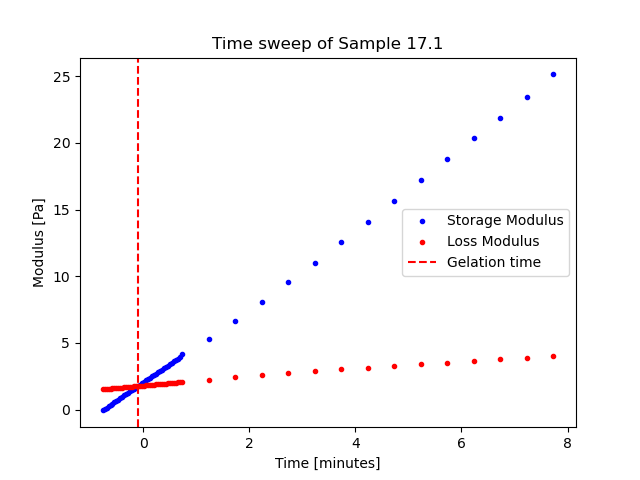 Time sweep of Sample 17.1
25
20
15
10
5
0
Modulus [Pa]
Storage Modulus
Loss Modulus
Gelation time
0 2 4 6 8
Time [minutes]